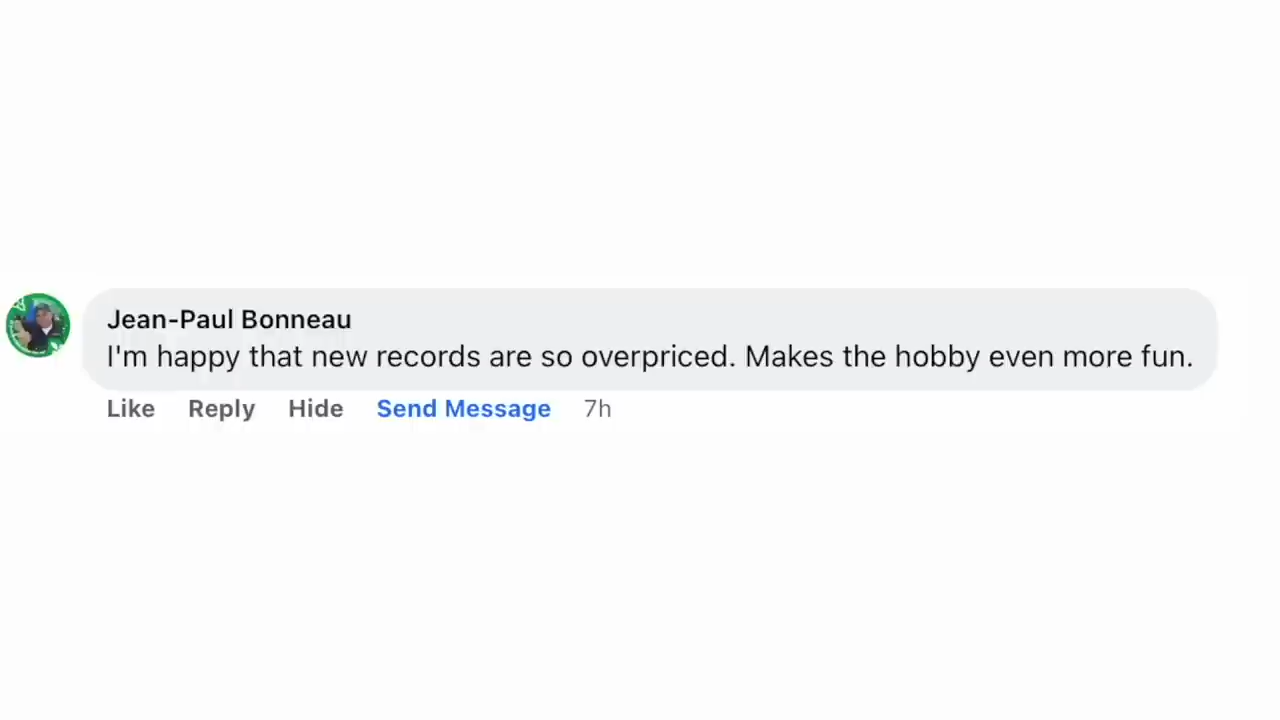 Jean-Paul Bonneau
I'm happy that new records are so overpriced. Makes the hobby even more fun.
Like Reply Hide Send Message 7h